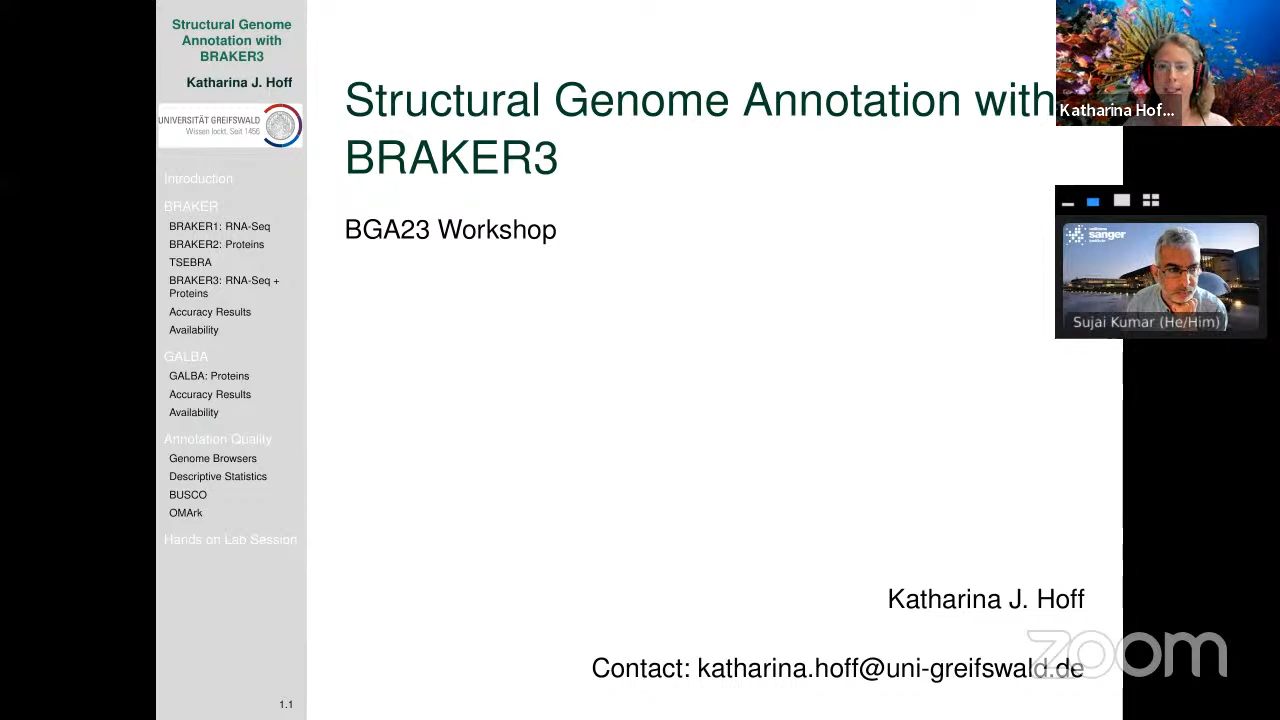 Structural Genome
Annotation with
BRAKER3
Katharina J. Hoff
UNIVERSITÄT GREIFSWALD
Wissen lockt. Seit 1456
Introduction
BRAKER
BRAKER1: RNA-Seq
BRAKER2: Proteins
TSEBRA
BRAKER3: RNA-Seq +
Proteins
Accuracy Results
Availability
GALBA
GALBA: Proteins
Accuracy Results
Availability
Annotation Quality
Genome Browsers
Descriptive Statistics
BUSCO
OMArk
Hands on Lab Session
1.1
Structural Genome Annotation with
BRAKER3
BGA23 Workshop
Katharina J. Hoff
Contact: katharina.hoff@uni-greifswald.de
Katharina Hof...
wellcome
sanger
institute
Sujai Kumar (He/Him)
zoom